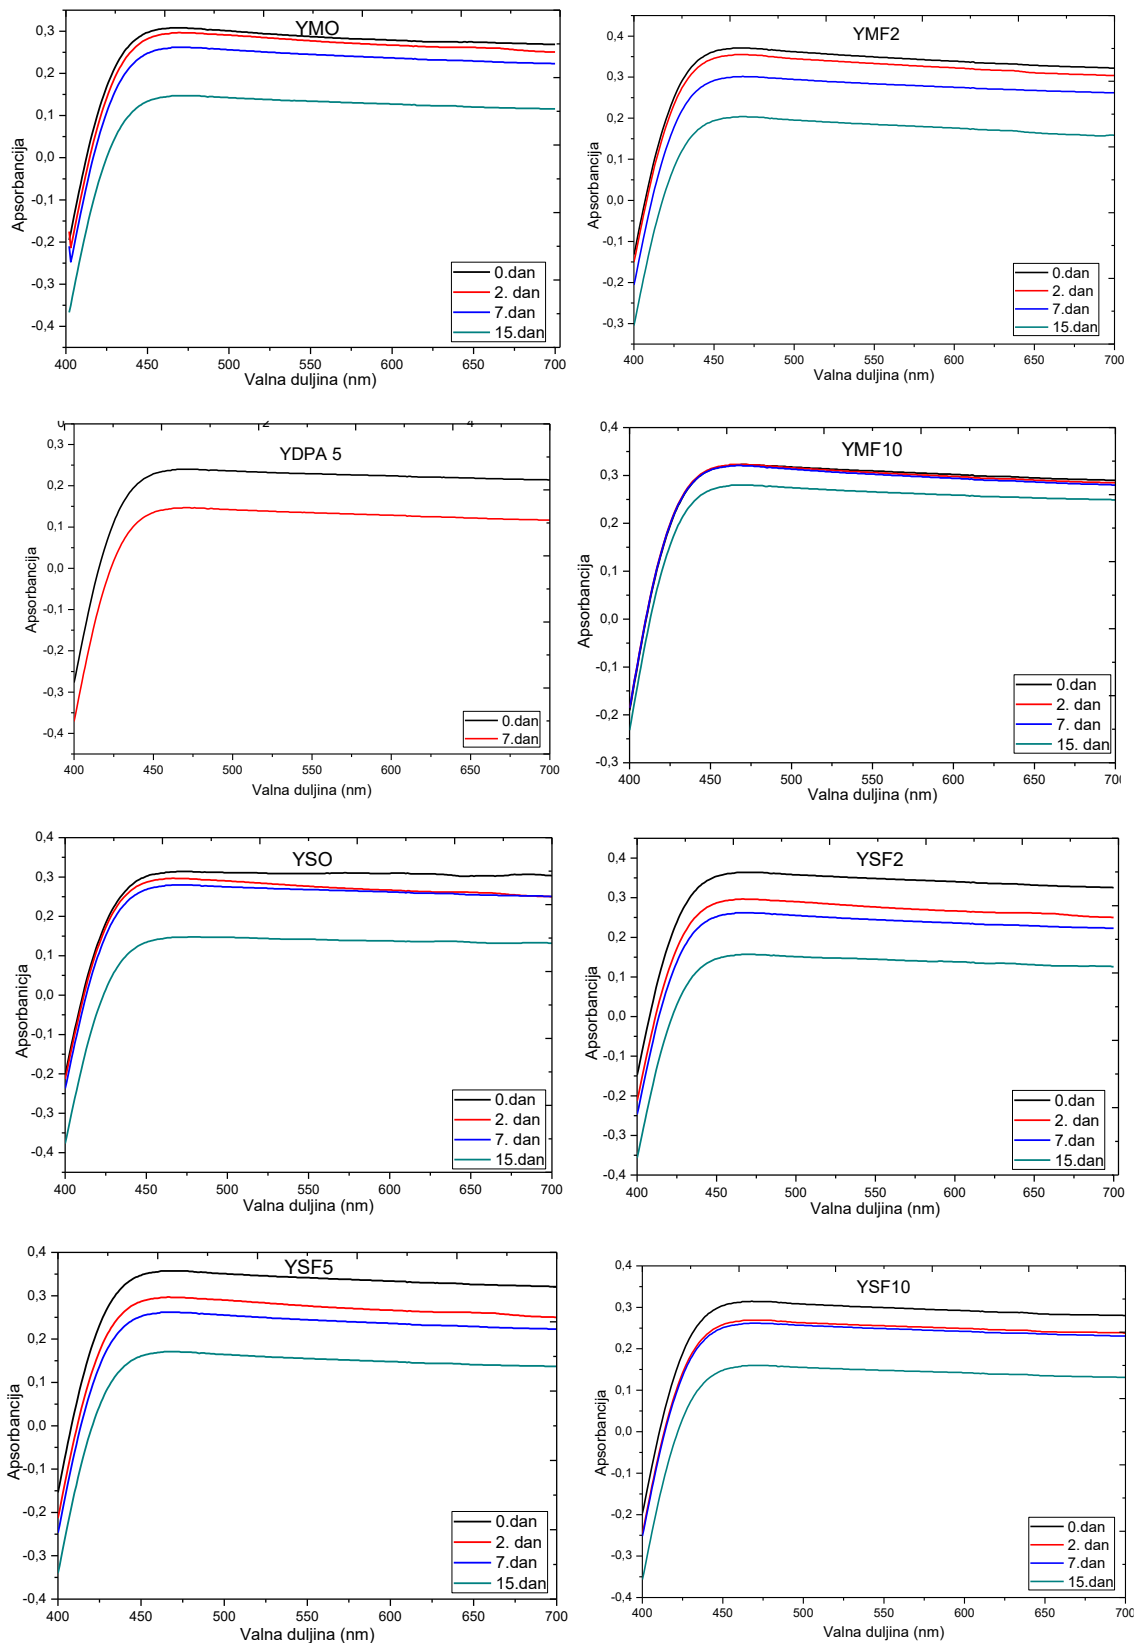 YMO
0,3
0,2
0,1
0,0
-0,1
-0,2
-0,3
-0,4
Apsorbancija
0.dan
2. dan
7.dan
15.dan
400 450 500 550 600 650 700
Valna duljina (nm)
YMF2
0,4
0,3
0,2
0,1
0,0
-0,1
-0,2
-0,3
Apsorbancija
0.dan
2. dan
7.dan
15.dan
400 450 500 550 600 650 700
Valna duljina (nm)
0 2 4
YDPA 5
0,3
0,2
0,1
0,0
-0,1
-0,2
-0,3
-0,4
Apsorbancija
0.dan
7.dan
400 450 500 550 600 650 700
Valna duljina (nm)
YMF10
0,4
0,3
0,2
0,1
0,0
-0,1
-0,2
-0,3
Apsorbancija
0.dan
2. dan
7. dan
15. dan
400 450 500 550 600 650 700
Valna duljina (nm)
YSO
0,4
0,3
0,2
0,1
0,0
-0,1
-0,2
-0,3
-0,4
Apsorbanicja
0.dan
2. dan
7. dan
15.dan
400 450 500 550 600 650 700
Valna duljina (nm)
YSF2
0,4
0,3
0,2
0,1
0,0
-0,1
-0,2
-0,3
-0,4
Apsorbancija
0.dan
2. dan
7.dan
15.dan
400 450 500 550 600 650 700
Valna duljina (nm)
YSF5
0,4
0,3
0,2
0,1
0,0
-0,1
-0,2
-0,3
-0,4
Apsorbancija
0.dan
2. dan
7.dan
15.dan
400 450 500 550 600 650 700
Valna duljina (nm)
YSF10
0,4
0,3
0,2
0,1
0,0
-0,1
-0,2
-0,3
-0,4
Apsorbancija
0.dan
2. dan
7.dan
15.dan
400 450 500 550 600 650 700
Valna duljina (nm)